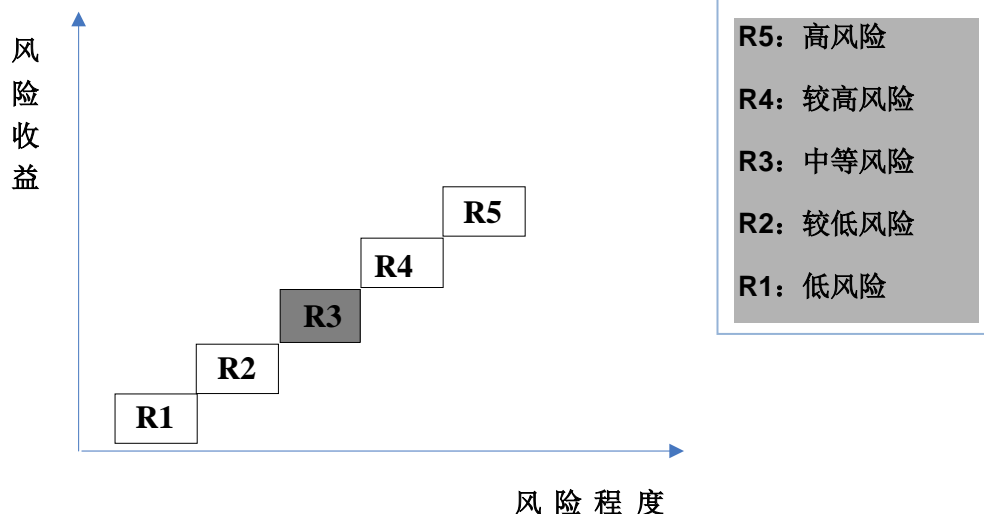 风险收益
R5：高风险
R4：较高风险
R3：中等风险
R2：较低风险
R1：低风险
R5
R4
R3
R2
R1
风险程度